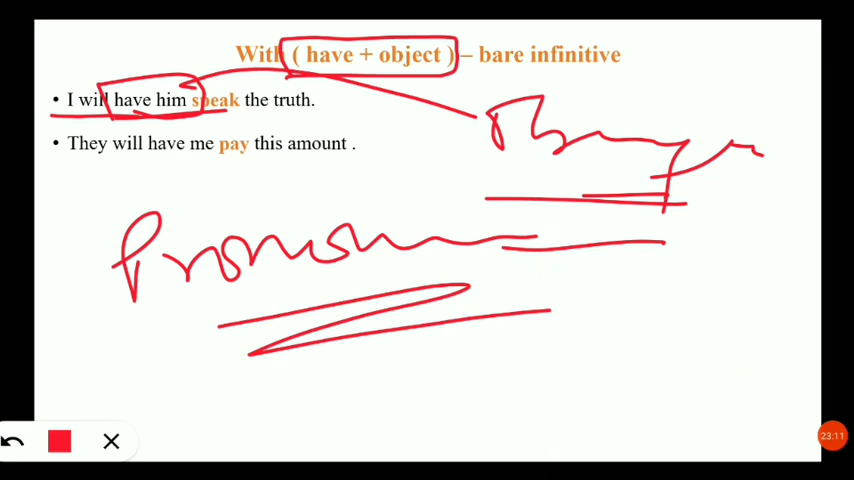 With ( have + object ) – bare infinitive
• I will have him speak the truth.
• They will have me pay this amount .
Pronoun
23:11